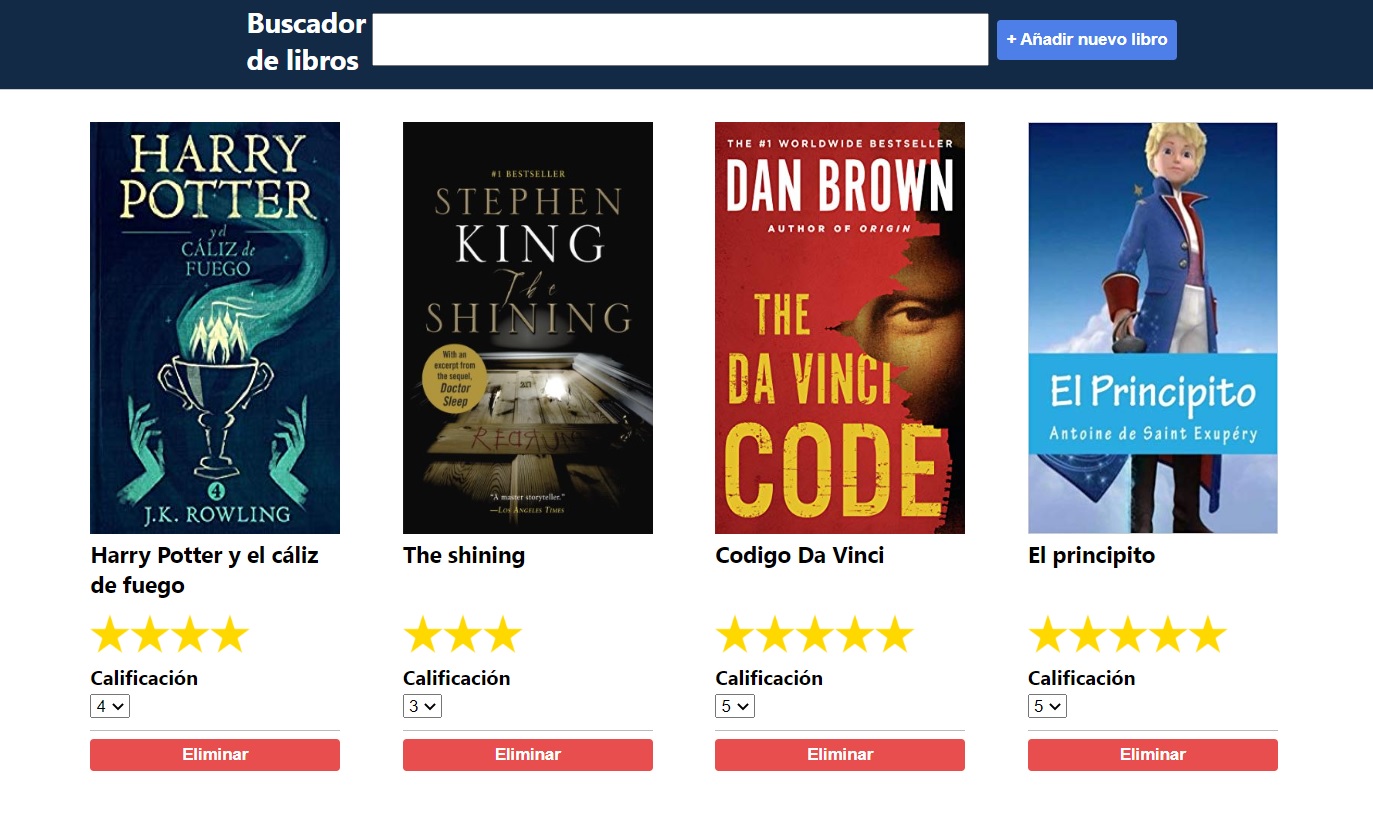 Buscador
de libros
+ Añadir nuevo libro
HARRY
POTTER
y el
CÁLIZ de
FUEGO
4
J.K. ROWLING
#1 BESTSELLER
STEPHEN
KING
The
SHINING
With an
excerpt from
the sequel,
Doctor
Sleep
REDRUM
"A master storyteller."
—LOS ANGELES TIMES
THE #1 WORLDWIDE BESTSELLER
DAN BROWN
AUTHOR OF ORIGIN
THE
DA VINCI
CODE
El Principito
Antoine de Saint Exupéry
Harry Potter y el cáliz
de fuego
The shining
Codigo Da Vinci
El principito
Calificación
4
Calificación
3
Calificación
5
Calificación
5
Eliminar
Eliminar
Eliminar
Eliminar